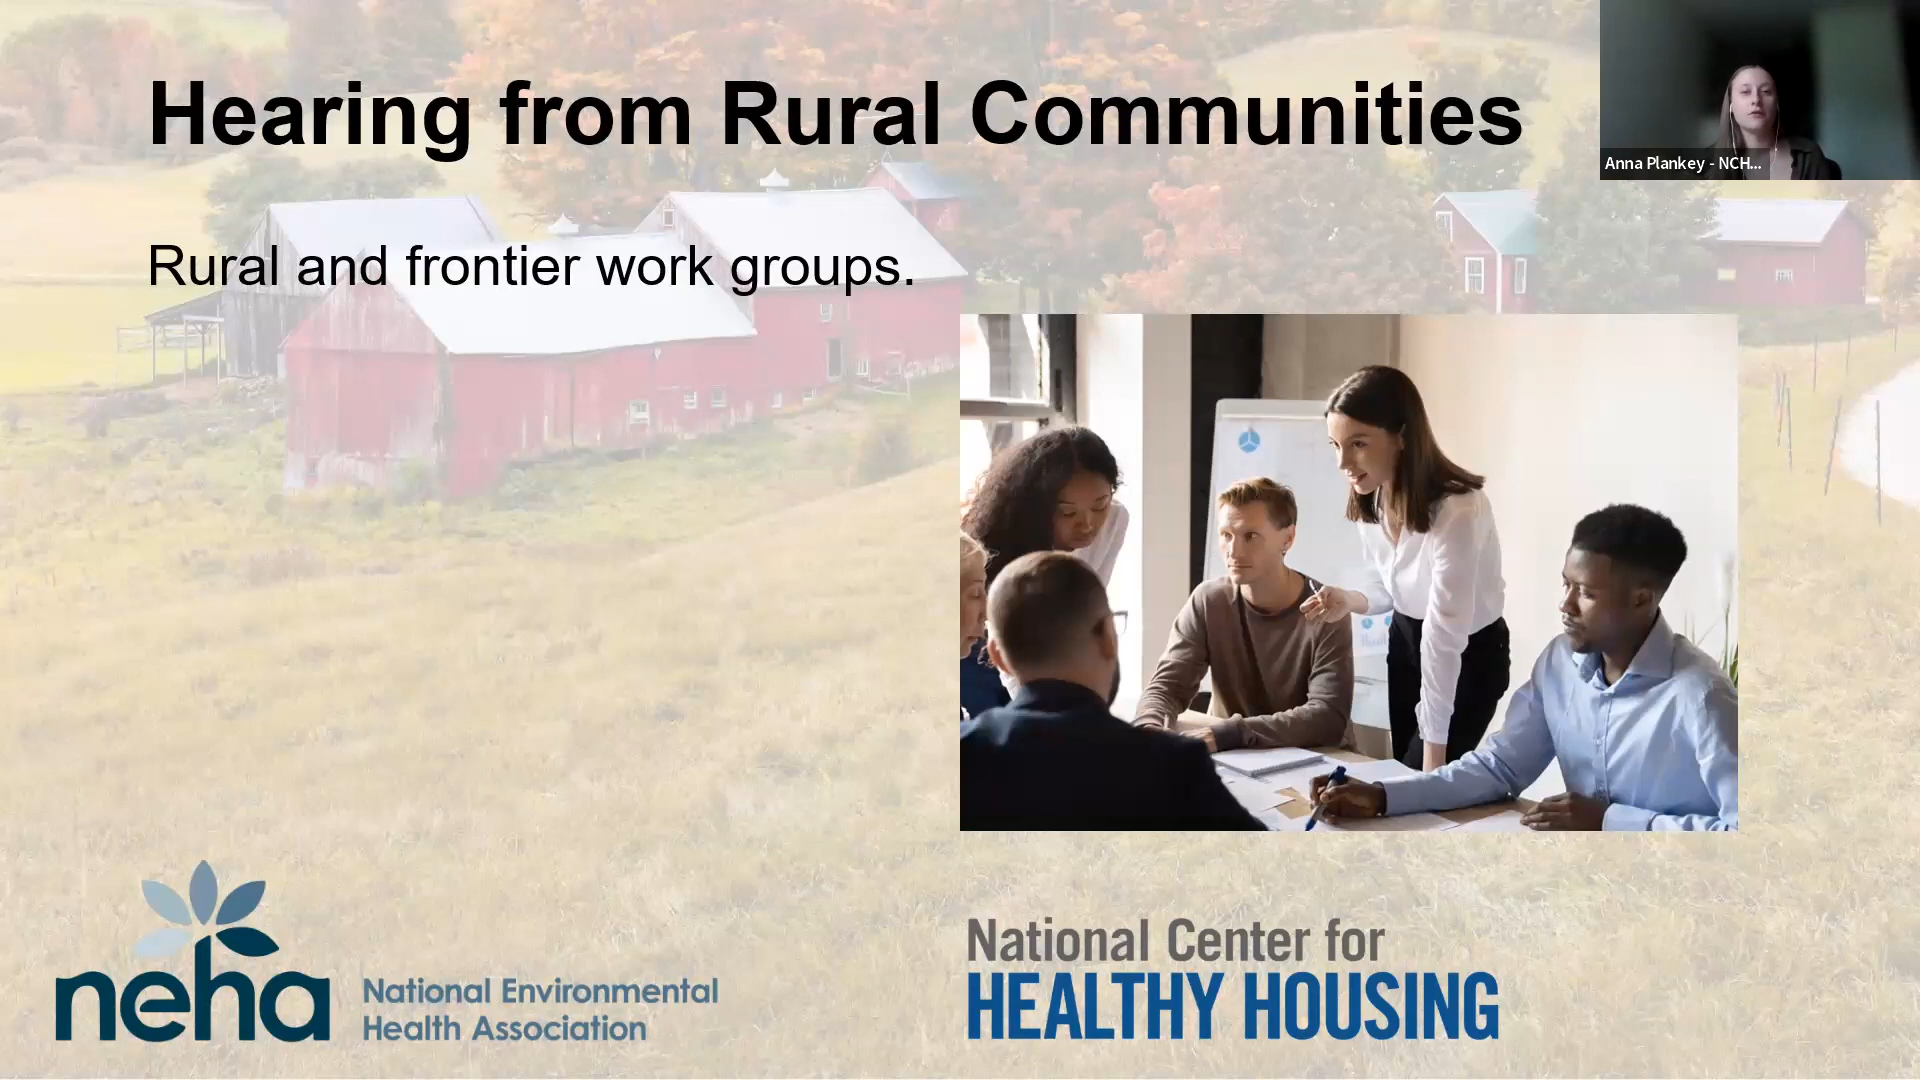 Hearing from Rural Communities
Anna Plankey - NCH...
Rural and frontier work groups.
neha
National Environmental
Health Association
National Center for
HEALTHY HOUSING